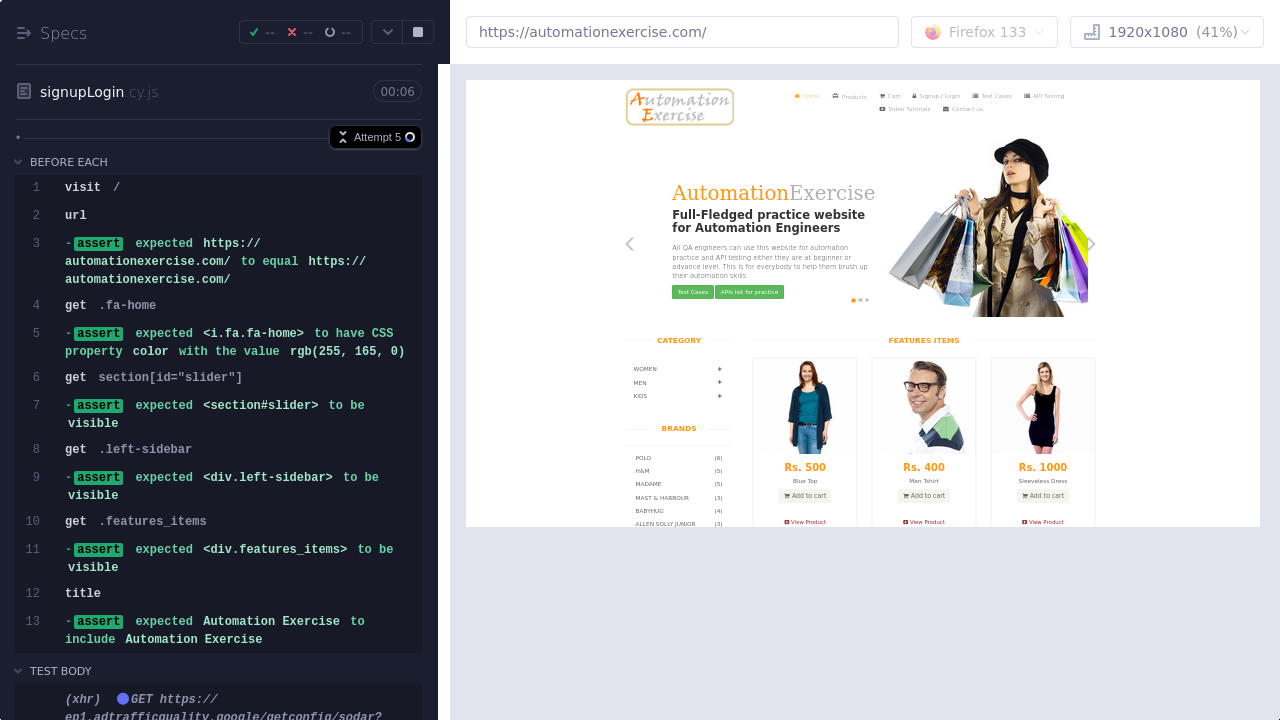 Specs
-- -- --
signupLogin.cy.js
00:06
Attempt 5
BEFORE EACH
1 visit /
2 url
3 -assert expected https://
automationexercise.com/ to equal https://
automationexercise.com/
4 get .fa-home
5 -assert expected <i.fa.fa-home> to have CSS
property color with the value rgb(255, 165, 0)
6 get section[id="slider"]
7 -assert expected <section#slider> to be
visible
8 get .left-sidebar
9 -assert expected <div.left-sidebar> to be
visible
10 get .features_items
11 -assert expected <div.features_items> to be
visible
12 title
13 -assert expected Automation Exercise to
include Automation Exercise
TEST BODY
(xhr) GET https://
ep1.adtrafficquality.google/getconfig/sodar?
https://automationexercise.com/
Firefox 133
1920x1080 (41%)
Automation
Exercise
Home Products Cart Signup / Login Test Cases API Testing
Video Tutorials Contact us
AutomationExercise
Full-Fledged practice website
for Automation Engineers
All QA engineers can use this website for automation
practice and API testing either they are at beginner or
advance level. This is for everybody to help them brush up
their automation skills.
Test Cases APIs list for practice
CATEGORY
WOMEN
MEN
KIDS
BRANDS
POLO (6)
H&M (5)
MADAME (5)
MAST & HARBOUR (3)
BABYHUG (4)
ALLEN SOLLY JUNIOR (3)
FEATURES ITEMS
Rs. 500 Rs. 400 Rs. 1000
Blue Top Men Tshirt Sleeveless Dress
Add to cart Add to cart Add to cart
View Product View Product View Product